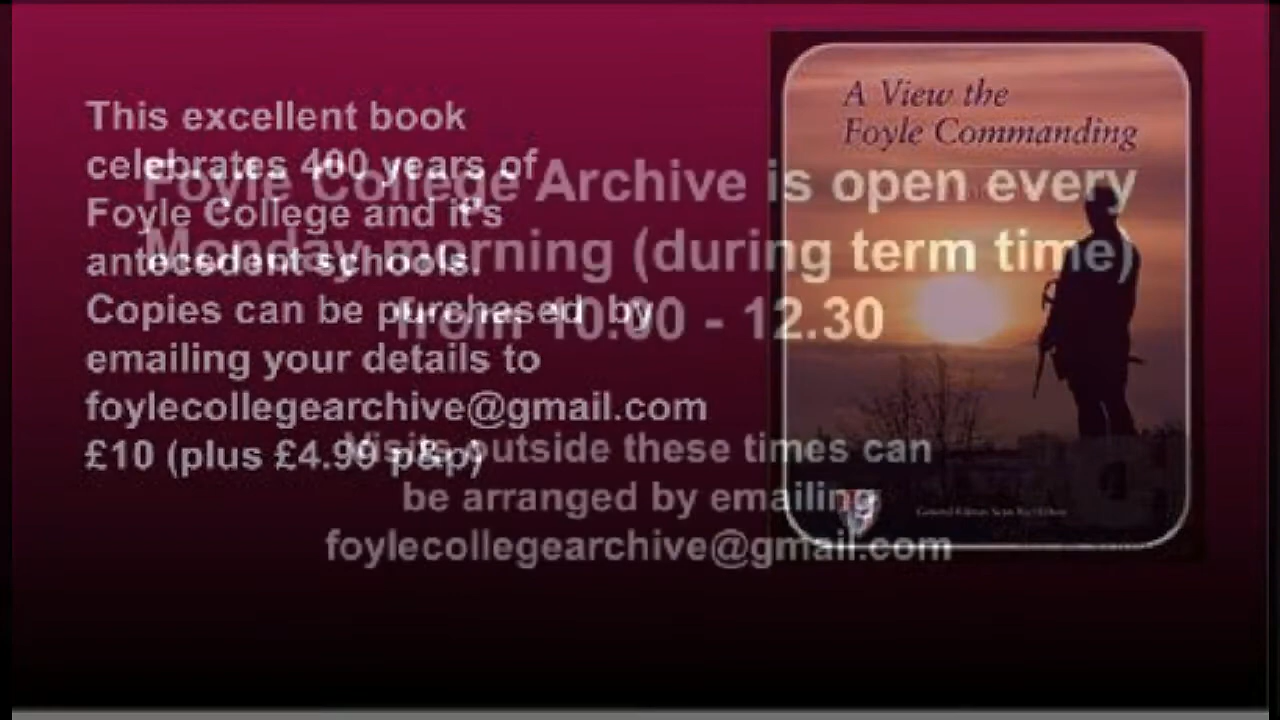 This excellent book
celebrates 400 years of
Foyle College and it's
antecedent schools.
Copies can be purchased by
emailing your details to
foylecollegearchive@gmail.com
£10 (plus £4.99 p&p)
Foyle College Archive is open every
Monday morning (during term time)
from 10.00 - 12.30
Visits outside these times can
be arranged by emailing
foylecollegearchive@gmail.com
A View the
Foyle Commanding